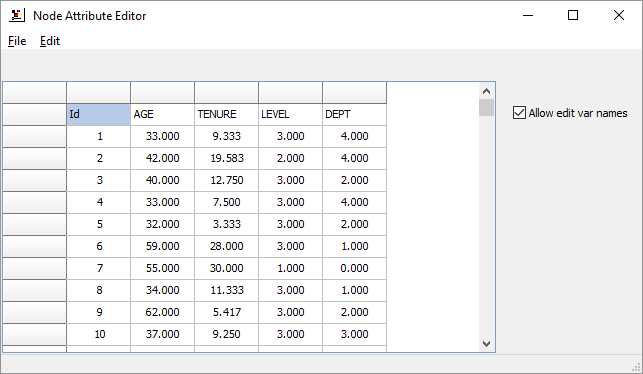 Node Attribute Editor
File Edit
Id AGE TENURE LEVEL DEPT
1 33.000 9.333 3.000 4.000
2 42.000 19.583 2.000 4.000
3 40.000 12.750 3.000 2.000
4 33.000 7.500 3.000 4.000
5 32.000 3.333 3.000 2.000
6 59.000 28.000 3.000 1.000
7 55.000 30.000 1.000 0.000
8 34.000 11.333 3.000 1.000
9 62.000 5.417 3.000 2.000
10 37.000 9.250 3.000 3.000
Allow edit var names